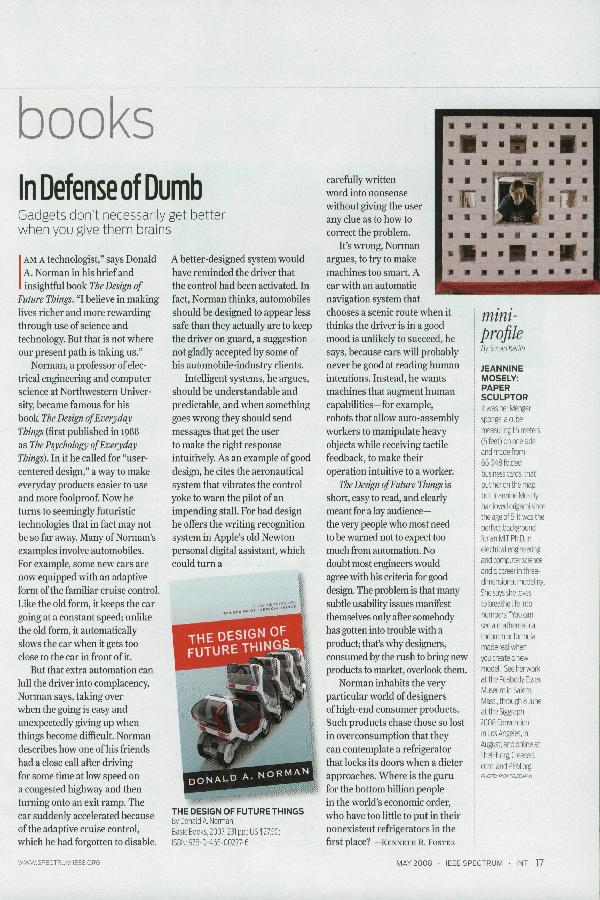 books
In Defense of Dumb
Gadgets don't necessarily get better
when you give them brains
I AM A technologist," says Donald
A. Norman in his brief and
insightful book The Design of
Future Things. "I believe in making
lives richer and more rewarding
through use of science and
technology. But that is not where
our present path is taking us."
Norman, a professor of elec-
trical engineering and computer
science at Northwestern Univer-
sity, became famous for his
book The Design of Everyday
Things (first published in 1988
as The Psychology of Everyday
Things). In it he called for "user-
centered design," a way to make
everyday products easier to use
and more foolproof. Now he
turns to seemingly futuristic
technologies that in fact may not
be so far away. Many of Norman's
examples involve automobiles.
For example, some new cars are
now equipped with an adaptive
form of the familiar cruise control.
Like the old form, it keeps the car
going at a constant speed; unlike
the old form, it automatically
slows the car when it gets too
close to the car in front of it.
But that extra automation can
lull the driver into complacency,
Norman says, taking over
when the going is easy and
unexpectedly giving up when
things become difficult. Norman
describes how one of his friends
had a close call after driving
for some time at low speed on
a congested highway and then
turning onto an exit ramp. The
car suddenly accelerated because
of the adaptive cruise control,
which he had forgotten to disable.
A better-designed system would
have reminded the driver that
the control had been activated. In
fact, Norman thinks, automobiles
should be designed to appear less
safe than they actually are to keep
the driver on guard, a suggestion
not gladly accepted by some of
his automobile-industry clients.
Intelligent systems, he argues,
should be understandable and
predictable, and when something
goes wrong they should send
messages that get the user
to make the right response
intuitively. As an example of good
design, he cites the aeronautical
system that vibrates the control
yoke to warn the pilot of an
impending stall. For bad design
he offers the writing recognition
system in Apple's old Newton
personal digital assistant, which
could turn a
THE DESIGN OF
FUTURE THINGS
DONALD A. NORMAN
THE DESIGN OF FUTURE THINGS
By Donald A. Norman;
Basic Books, 2007; 231 pp.; US $27.50;
ISBN: 978-0-465-00227-6
carefully written
word into nonsense
without giving the user
any clue as to how to
correct the problem.
It's wrong, Norman
argues, to try to make
machines too smart. A
car with an automatic
navigation system that
chooses a scenic route when it
thinks the driver is in a good
mood is unlikely to succeed, he
says, because cars will probably
never be good at reading human
intentions. Instead, he wants
machines that augment human
capabilities—for example,
robots that allow auto-assembly
workers to manipulate heavy
objects while receiving tactile
feedback, to make their
operation intuitive to a worker.
The Design of Future Things is
short, easy to read, and clearly
meant for a lay audience—
the very people who most need
to be warned not to expect too
much from automation. No
doubt most engineers would
agree with his criteria for good
design. The problem is that many
subtle usability issues manifest
themselves only after somebody
has gotten into trouble with a
product; that's why designers,
consumed by the rush to bring new
products to market, overlook them.
Norman inhabits the very
particular world of designers
of high-end consumer products.
Such products chase those so lost
in overconsumption that they
can contemplate a refrigerator
that locks its doors when a dieter
approaches. Where is the guru
for the bottom billion people
in the world's economic order,
who have too little to put in their
nonexistent refrigerators in the
first place? —KENNETH R. FOSTER
mini-
profile
By Susan Karlin
JEANNINE
MOSELY:
PAPER
SCULPTOR
It was her Menger
sponge, a cube
measuring 1.5 meters
(5 feet) on one side
and made from
66 048 folded
business cards, that
put her on the map,
but Jeannine Mosely
has loved origami since
the age of 5. It was the
perfect background
for an MIT Ph.D. in
electrical engineering
and computer science
and a career in three-
dimensional modeling.
She says she loves
to breathe life into
numbers. "You can
see a mathematical
theorem or formula
made real when
you create a new
model." See her work
at the Peabody Essex
Museum in Salem,
Mass., through 8 June
at the Siggraph
2008 Convention
in Los Angeles, in
August; and online at
com, and PEM.org.
WWW.SPECTRUM.IEEE.ORG
MAY 2008 · IEEE SPECTRUM · INT 17